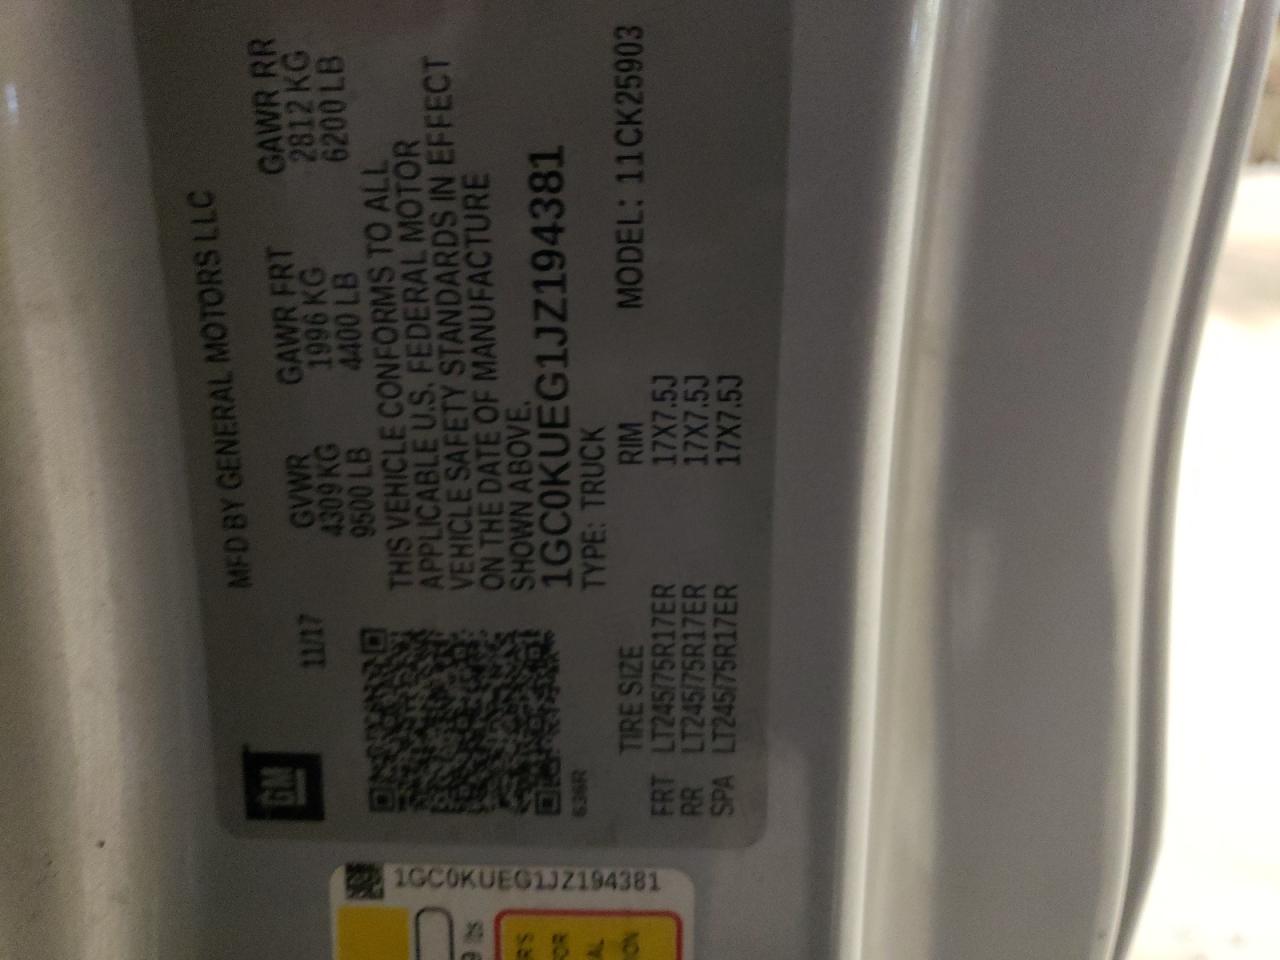 GM
MFD BY GENERAL MOTORS LLC
11/17
GVWR GAWR FRT GAWR RR
4309 KG 1996 KG 2812 KG
9500 LB 4400 LB 6200 LB
THIS VEHICLE CONFORMS TO ALL
APPLICABLE U.S. FEDERAL MOTOR
VEHICLE SAFETY STANDARDS IN EFFECT
ON THE DATE OF MANUFACTURE
SHOWN ABOVE.
1GC0KUEG1JZ194381
TYPE: TRUCK
636R
TIRE SIZE RIM MODEL: 11CK25903
FRT LT245/75R17ER 17X7.5J
RR LT245/75R17ER 17X7.5J
SPA LT245/75R17ER 17X7.5J
1GC0KUEG1JZ194381